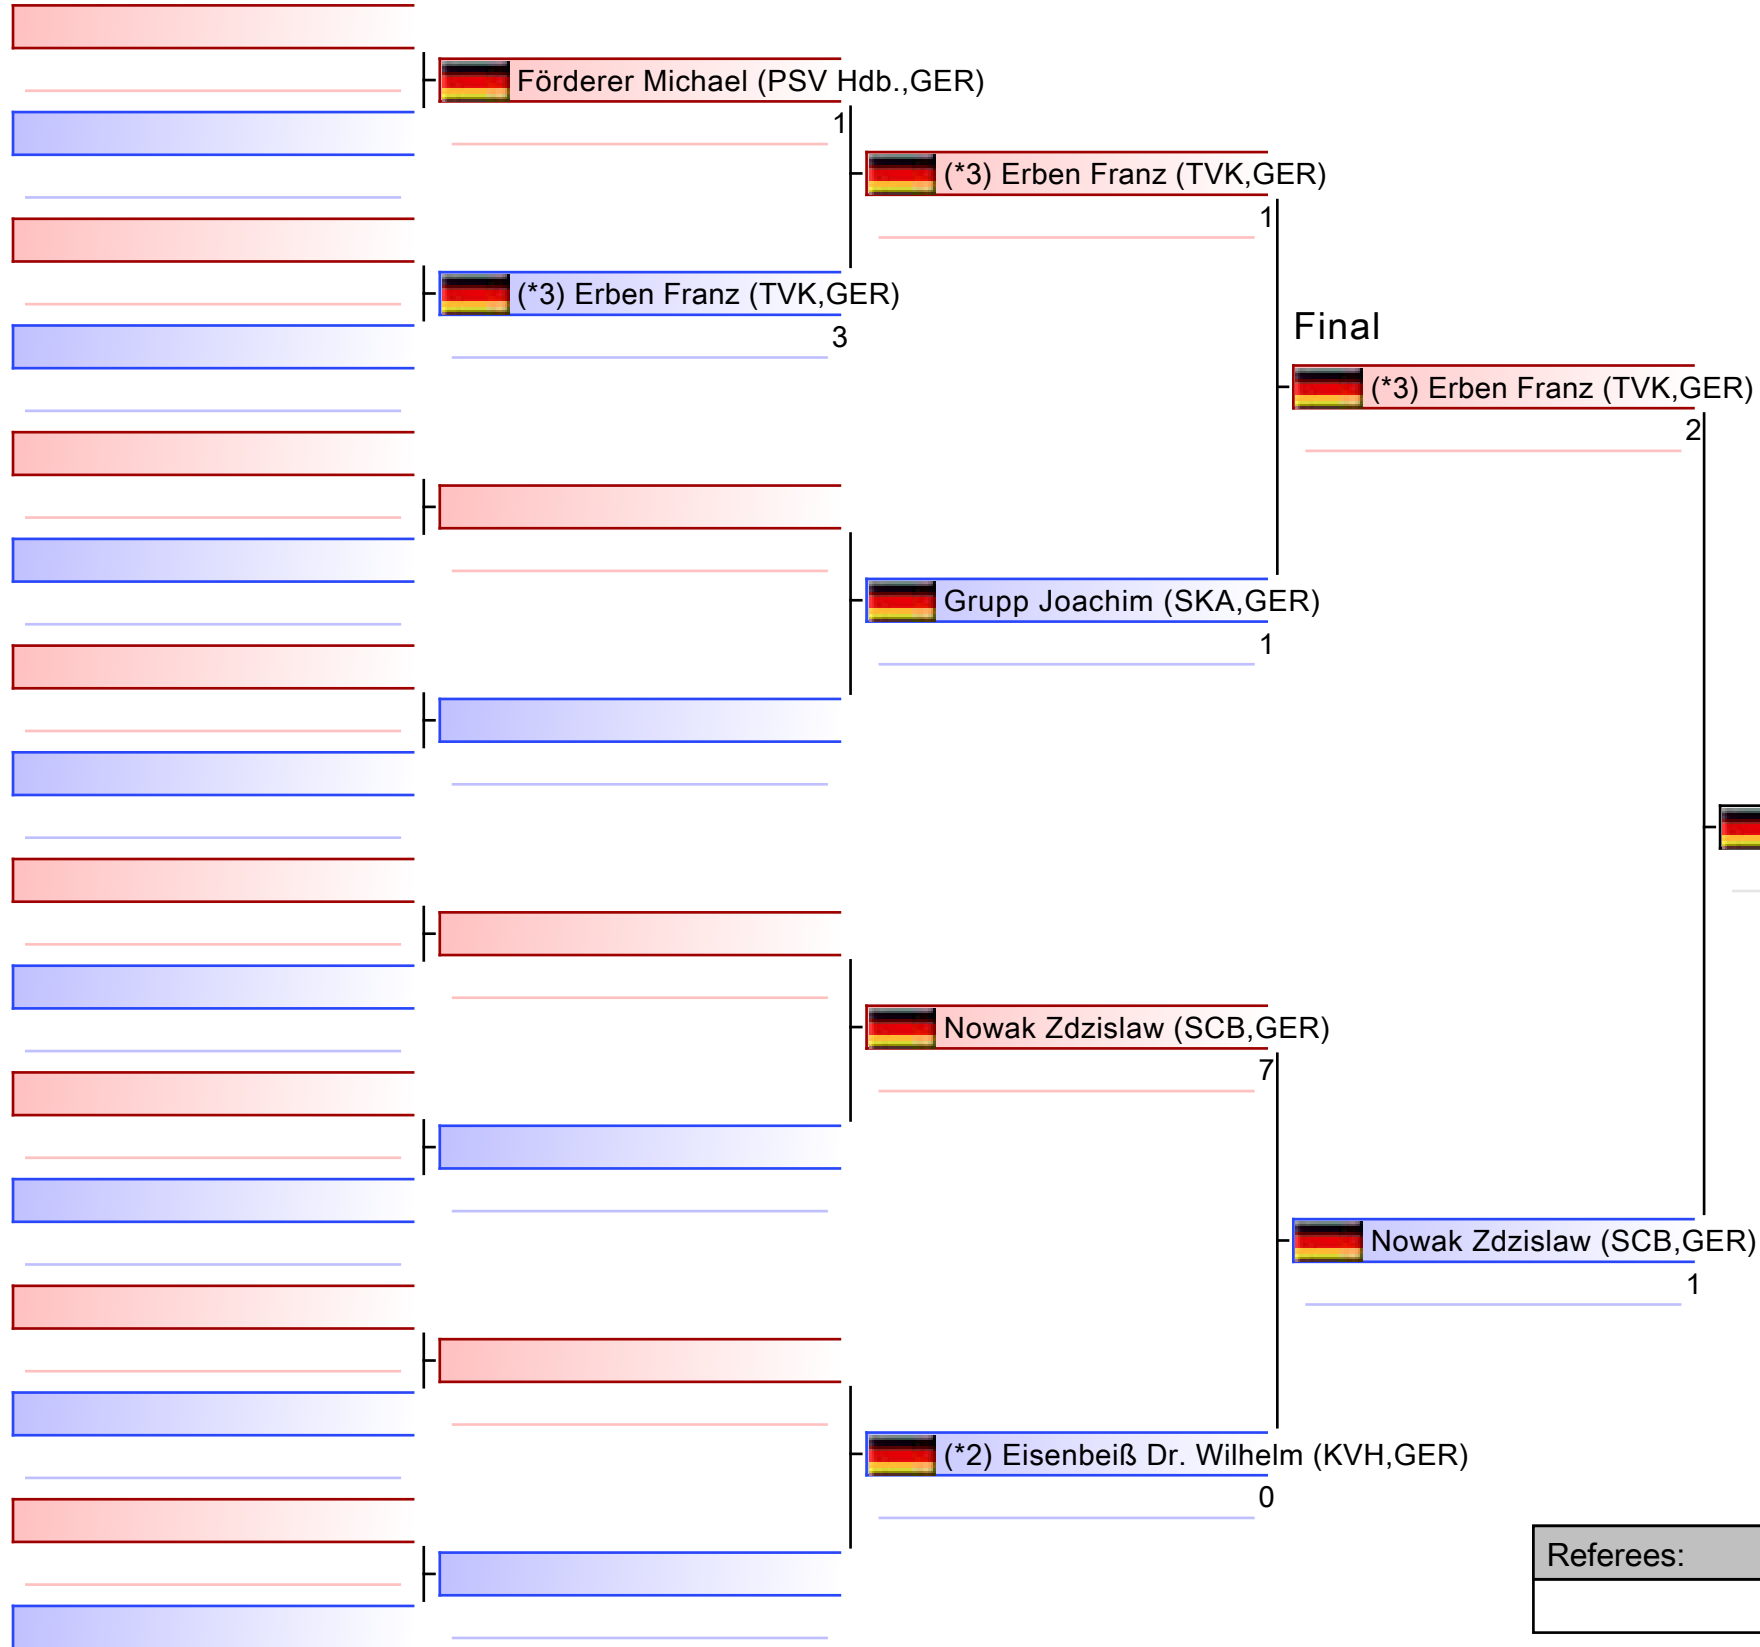 Förderer Michael (PSV Hdb.,GER)
1
(*3) Erben Franz (TVK,GER)
1
(*3) Erben Franz (TVK,GER)
3
Final
(*3) Erben Franz (TVK,GER)
2
Grupp Joachim (SKA,GER)
1
Nowak Zdzislaw (SCB,GER)
7
Nowak Zdzislaw (SCB,GER)
1
(*2) Eisenbeiß Dr. Wilhelm (KVH,GER)
0
Referees: